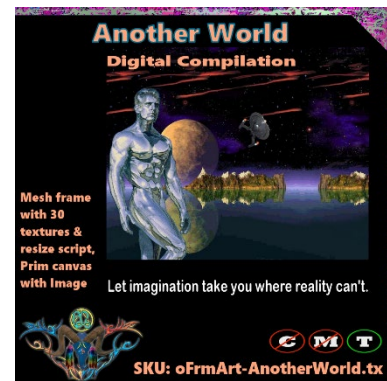 Another World
Digital Compilation
Mesh frame
with 30
textures &
resize script,
Prim canvas
with Image
Let imagination take you where reality can't.
C M T
SKU: oFrmArt-AnotherWorld.tx